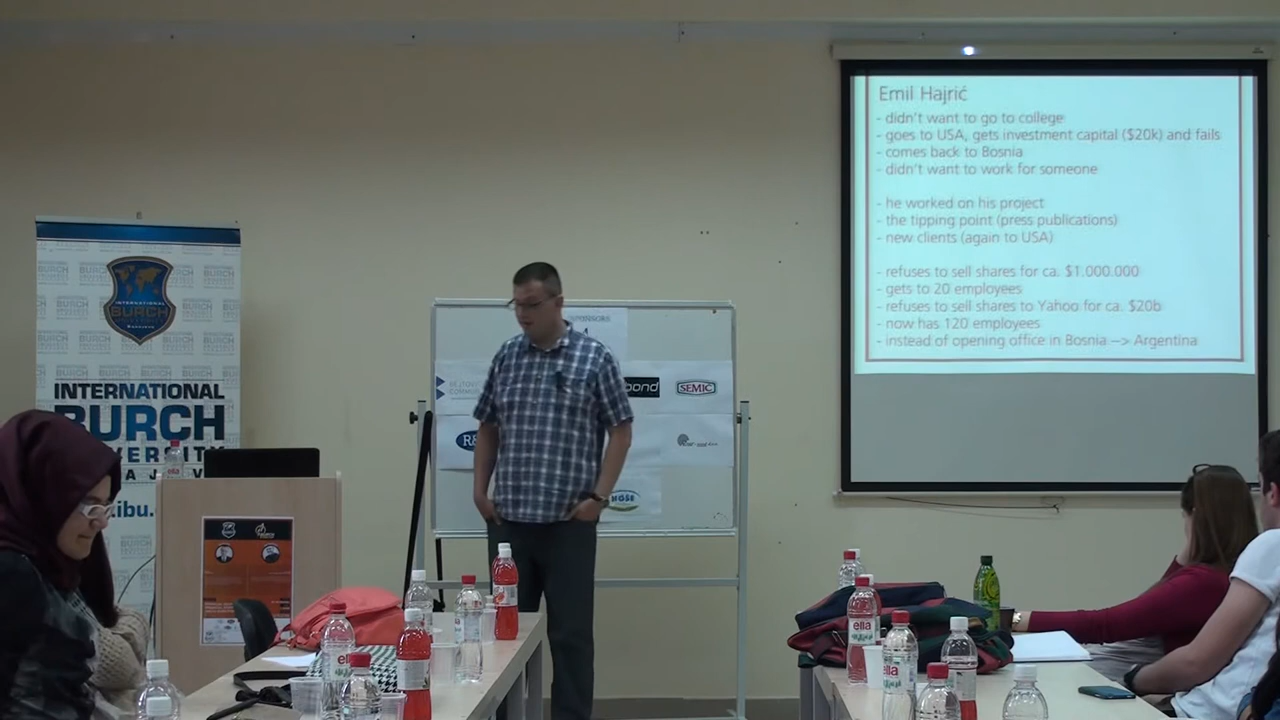 Emil Hajrić
- didn't want to go to college
- goes to USA, gets investment capital ($20k) and fails
- comes back to Bosnia
- didn't want to work for someone
- he worked on his project
- the tipping point (press publications)
- new clients (again to USA)
- refuses to sell shares for ca. $1,000.000
- gets to 20 employees
- refuses to sell shares to Yahoo for ca. $20b
- now has 120 employees
- instead of opening office in Bosnia --> Argentina
INTERNATIONAL
BURCH
INTERNATIONAL
BURCH
SEMIC
ella
ella
ella